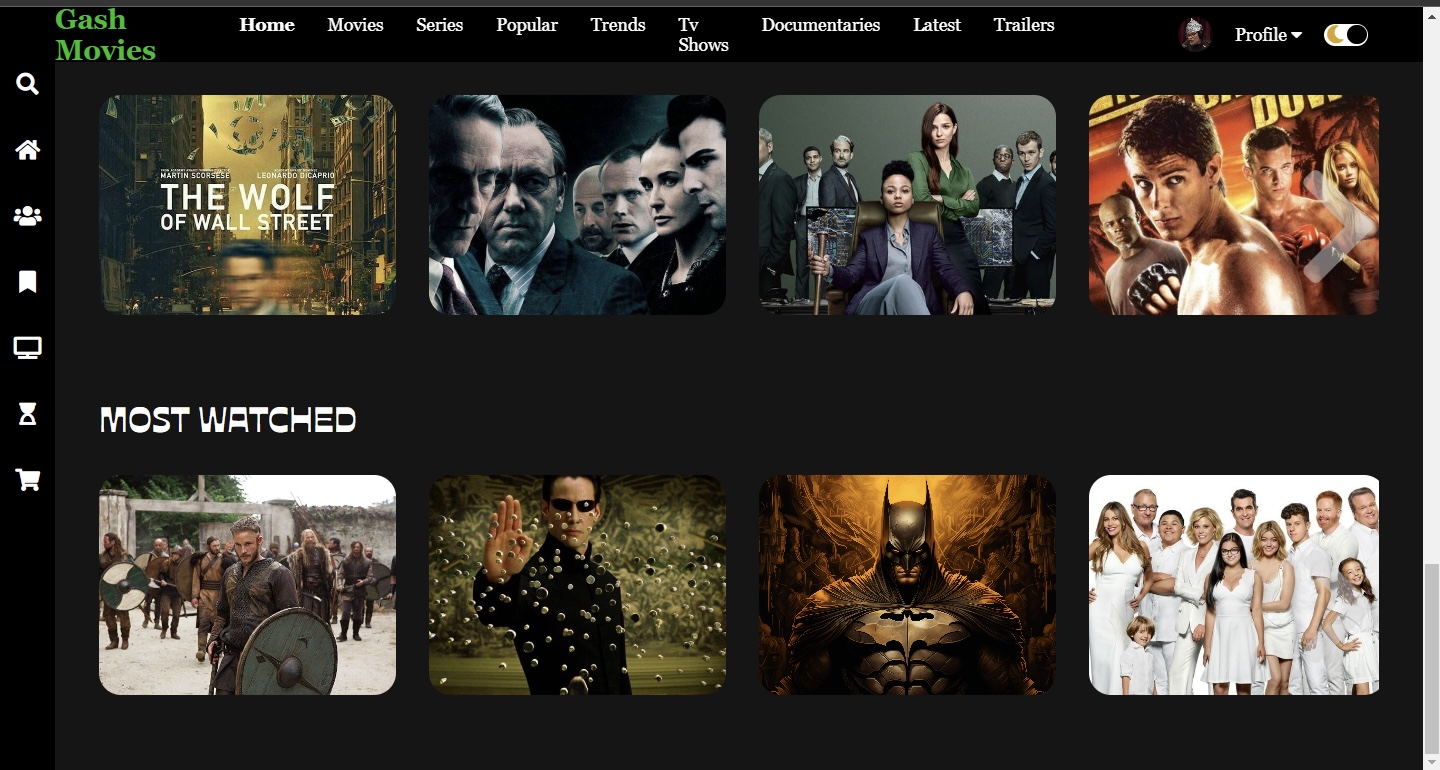 Gash
Movies
Home
Movies
Series
Popular
Trends
Tv
Shows
Documentaries
Latest
Trailers
Profile
MARTIN SCORSESE
LEONARDO DICAPRIO
THE WOLF
OF WALL STREET
DOWN
MOST WATCHED